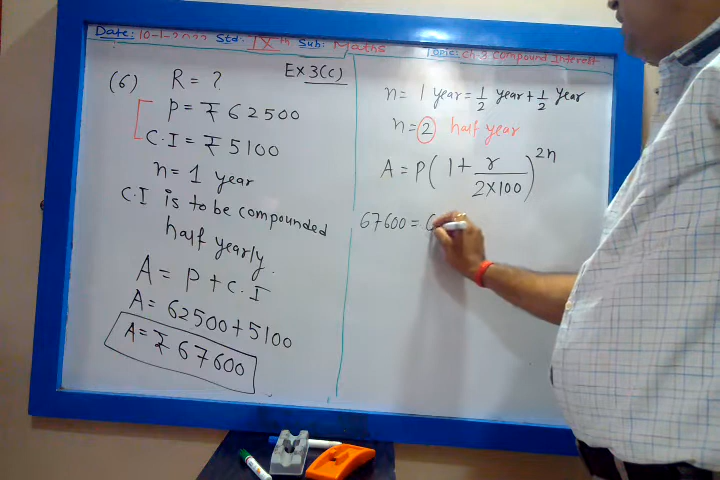 Date: 10-1-2022 Std. IXth Sub: Maths Topic: Ch-3 Compound Interest
Ex 3(C)
(6) R = ?
P = ₹ 62500
C.I = ₹ 5100
n = 1 year
C.I is to be compounded
half yearly.
A = P + C.I
A = 62500 + 5100
A = ₹ 67600
n = 1 year = 1/2 year + 1/2 year
n = 2 half year
A = P ( 1 + r / 2×100 )^2n
67600 = 6